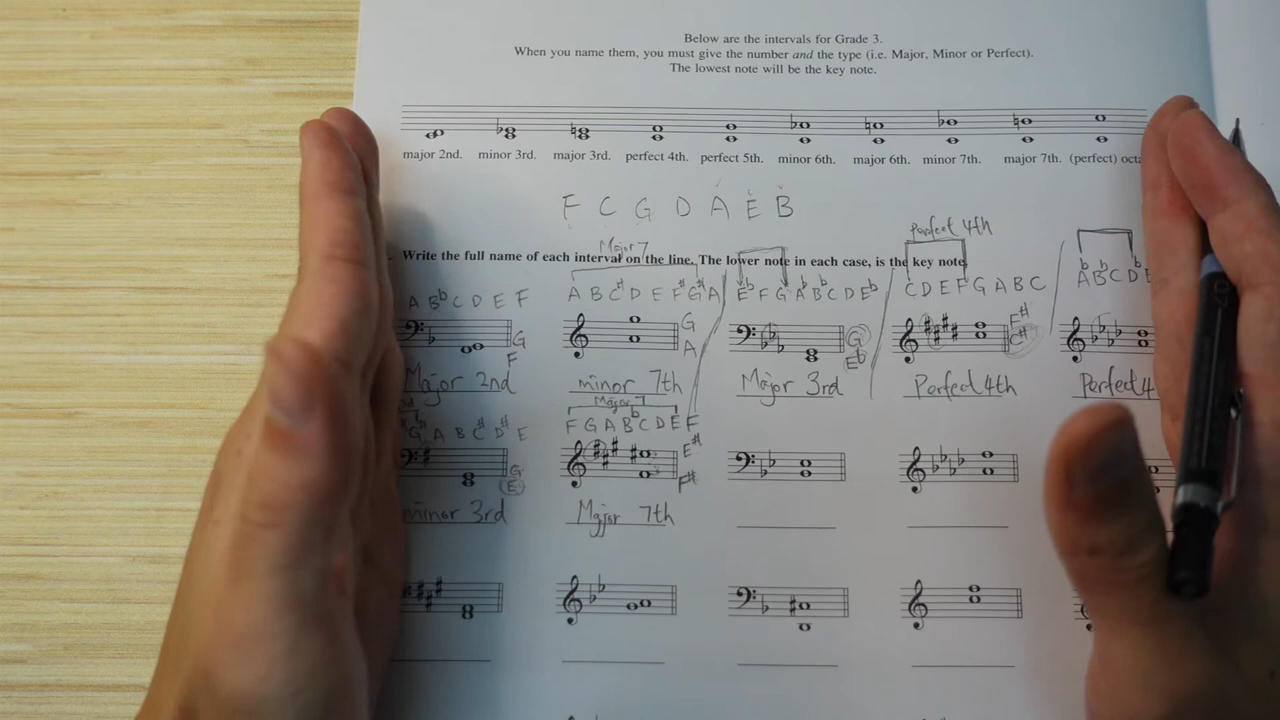 Below are the intervals for Grade 3.
When you name them, you must give the number and the type (i.e. Major, Minor or Perfect).
The lowest note will be the key note.
major 2nd. minor 3rd. major 3rd. perfect 4th. perfect 5th. minor 6th. major 6th. minor 7th. major 7th. (perfect) octa
F C G D A E B
Perfect 4th
Major 7
Write the full name of each interval on the line. The lower note in each case, is the key note
A B♭ C D E F A B C# D E F# G# A E♭ F G A♭ B♭ C D E♭ C D E F G A B C A♭ B♭ C D♭
G G G E# 
F A E♭ C#
Major 2nd minor 7th Major 3rd Perfect 4th Perfect 4
Major 7
G A B C# D# E F G A B♭ C D E F
G E#
E F#
minor 3rd Major 7th